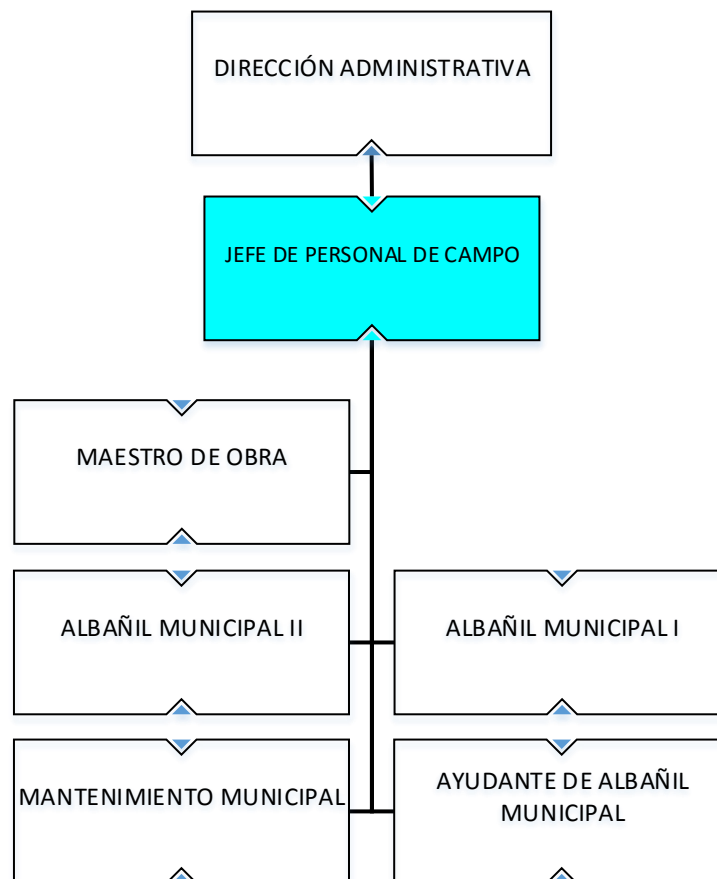 DIRECCIÓN ADMINISTRATIVA
JEFE DE PERSONAL DE CAMPO
MAESTRO DE OBRA
ALBAÑIL MUNICIPAL II
ALBAÑIL MUNICIPAL I
MANTENIMIENTO MUNICIPAL
AYUDANTE DE ALBAÑIL
MUNICIPAL